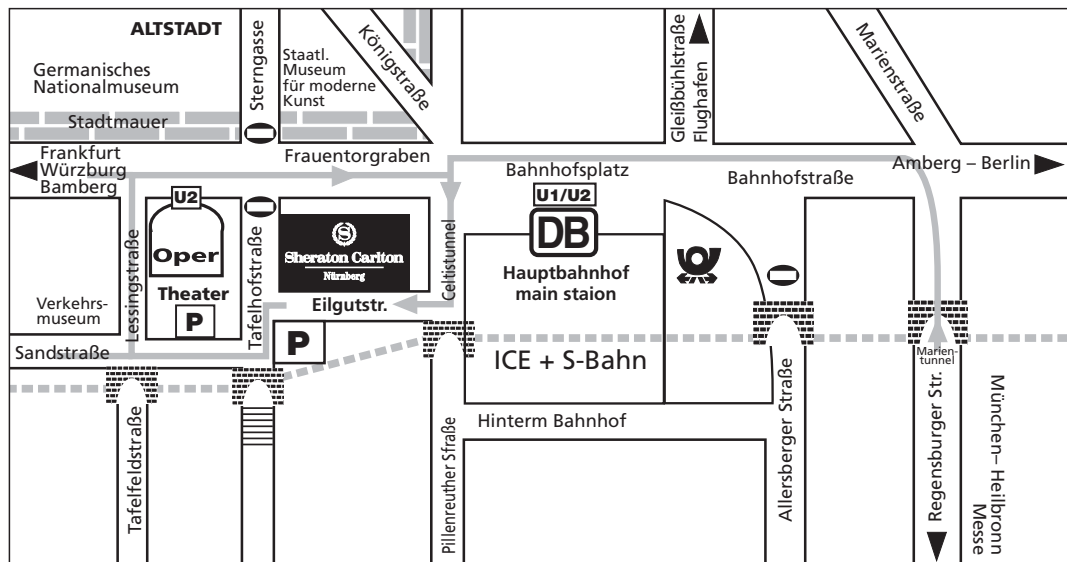 ALTSTADT
Germanisches
Nationalmuseum
Stadtmauer
Sterngasse
Staatl.
Museum
für moderne
Kunst
Königstraße
Gleißbühlstraße
Flughafen
Marienstraße
Frankfurt
Würzburg
Bamberg
Frauentorgraben
Bahnhofsplatz
Bahnhofstraße
Amberg – Berlin
U2
Oper
Theater
P
Lessingstraße
Verkehrs-
museum
Sandstraße
Tafelhofstraße
S
Sheraton Carlton
Nürnberg
Eilgutstr.
P
Celtistunnel
U1/U2
DB
Hauptbahnhof
main staion
ICE + S-Bahn
Hinterm Bahnhof
Marien-
tunnel
Tafelfeldstraße
Pillenreuther Sfraße
Allersberger Straße
Regensburger Str.
München– Heilbronn
Messe